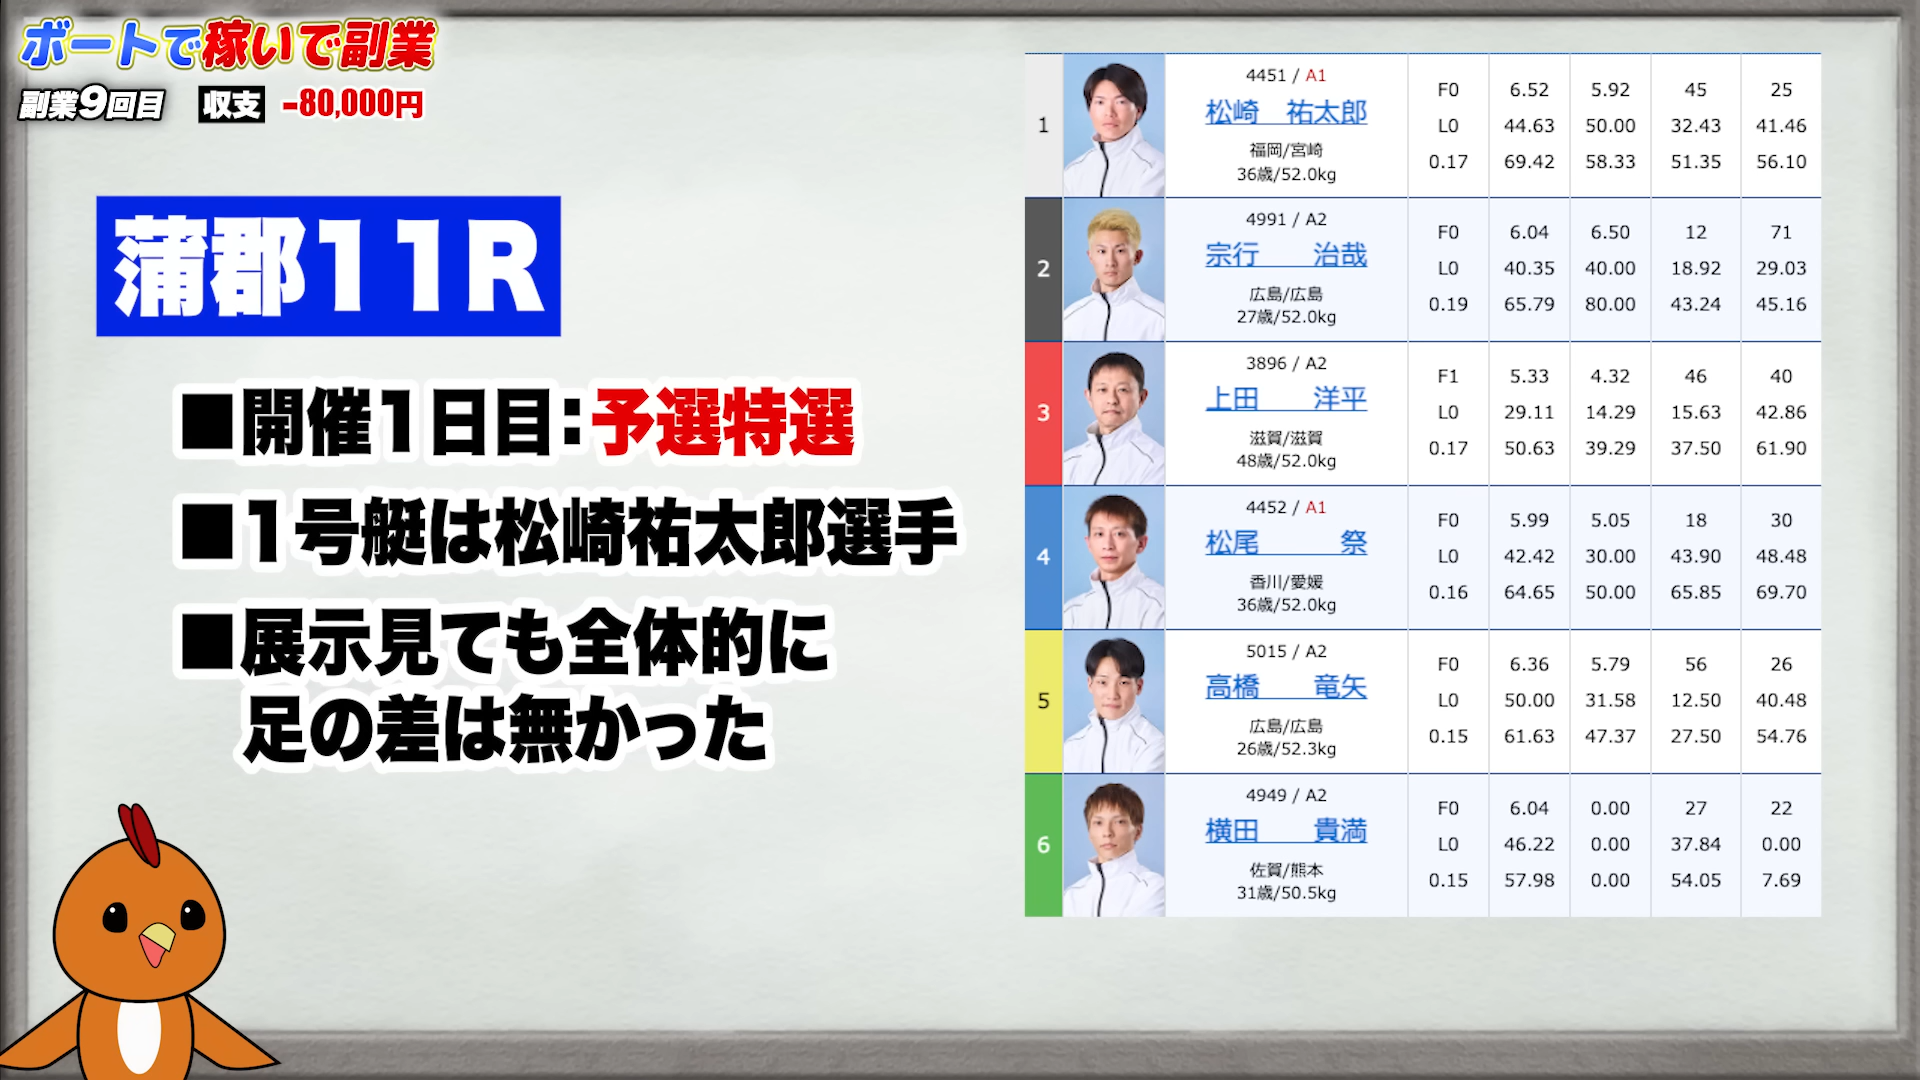 ボートで稼いで副業
副業9回目 収支 -80,000円
蒲郡11R
■開催1日目:予選特選
■1号艇は松崎祐太郎選手
■展示見ても全体的に
足の差は無かった
1
4451 / A1
松崎 祐太郎
福岡/宮崎
36歳/52.0kg
F0 6.52 5.92 45 25
L0 44.63 50.00 32.43 41.46
0.17 69.42 58.33 51.35 56.10
2
4991 / A2
宗行 治哉
広島/広島
27歳/52.0kg
F0 6.04 6.50 12 71
L0 40.35 40.00 18.92 29.03
0.19 65.79 80.00 43.24 45.16
3
3896 / A2
上田 洋平
滋賀/滋賀
48歳/52.0kg
F1 5.33 4.32 46 40
L0 29.11 14.29 15.63 42.86
0.17 50.63 39.29 37.50 61.90
4
4452 / A1
松尾 祭
香川/愛媛
36歳/52.0kg
F0 5.99 5.05 18 30
L0 42.42 30.00 43.90 48.48
0.16 64.65 50.00 65.85 69.70
5
5015 / A2
高橋 竜矢
広島/広島
26歳/52.3kg
F0 6.36 5.79 56 26
L0 50.00 31.58 12.50 40.48
0.15 61.63 47.37 27.50 54.76
6
4949 / A2
横田 貴満
佐賀/熊本
31歳/50.5kg
F0 6.04 0.00 27 22
L0 46.22 0.00 37.84 0.00
0.15 57.98 0.00 54.05 7.69